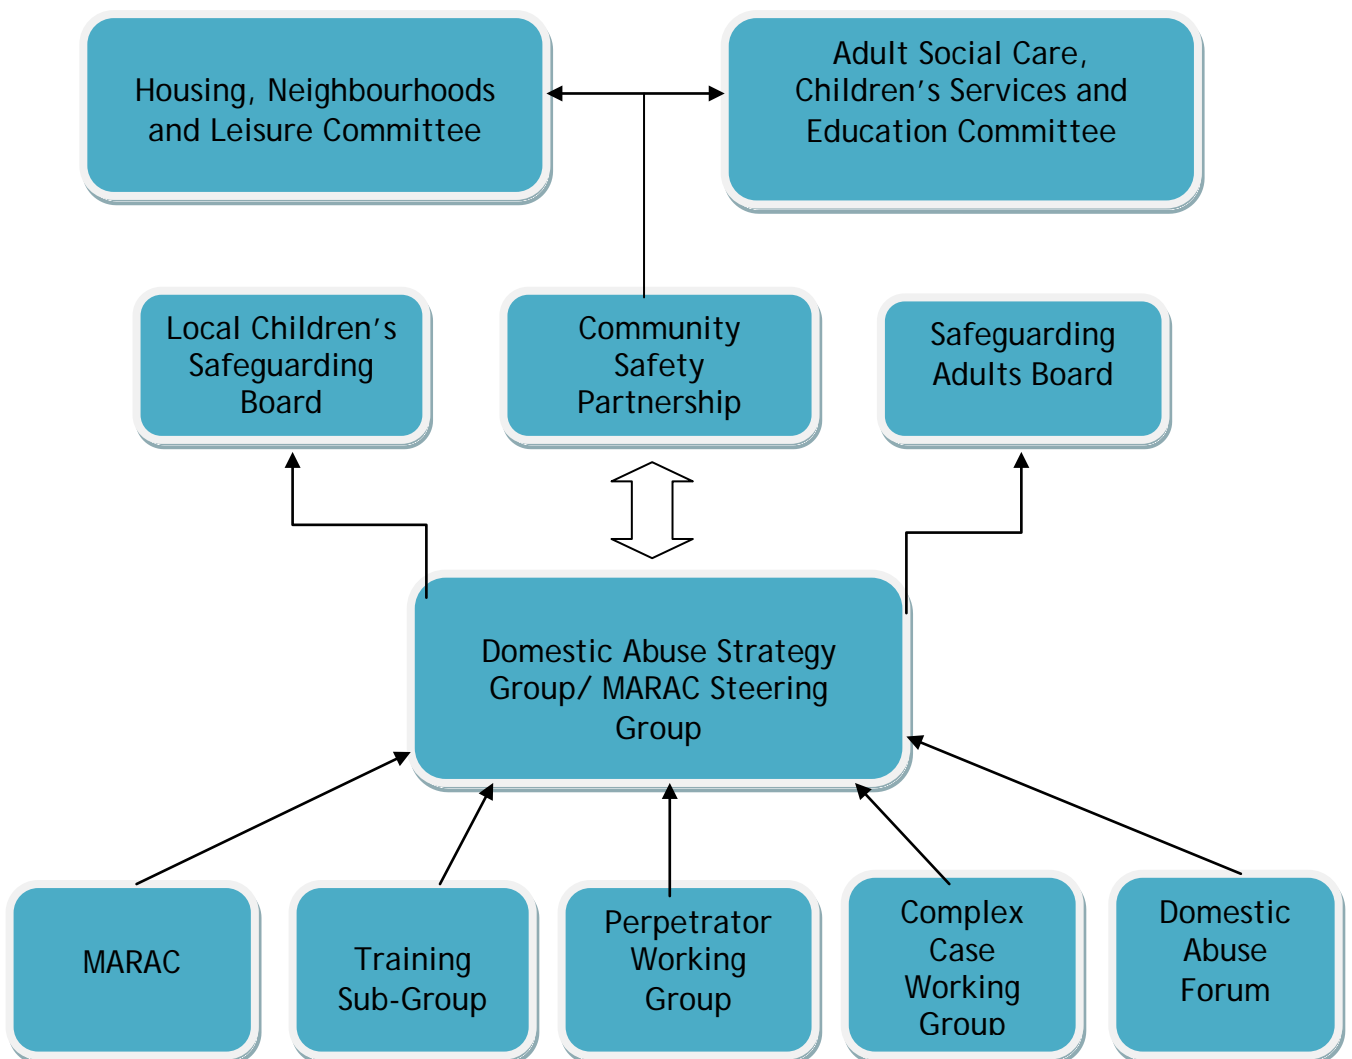 Housing, Neighbourhoods
and Leisure Committee
Adult Social Care,
Children's Services and
Education Committee
Local Children's
Safeguarding
Board
Community
Safety
Partnership
Safeguarding
Adults Board
Domestic Abuse Strategy
Group/ MARAC Steering
Group
MARAC
Training
Sub-Group
Perpetrator
Working
Group
Complex
Case
Working
Group
Domestic
Abuse
Forum